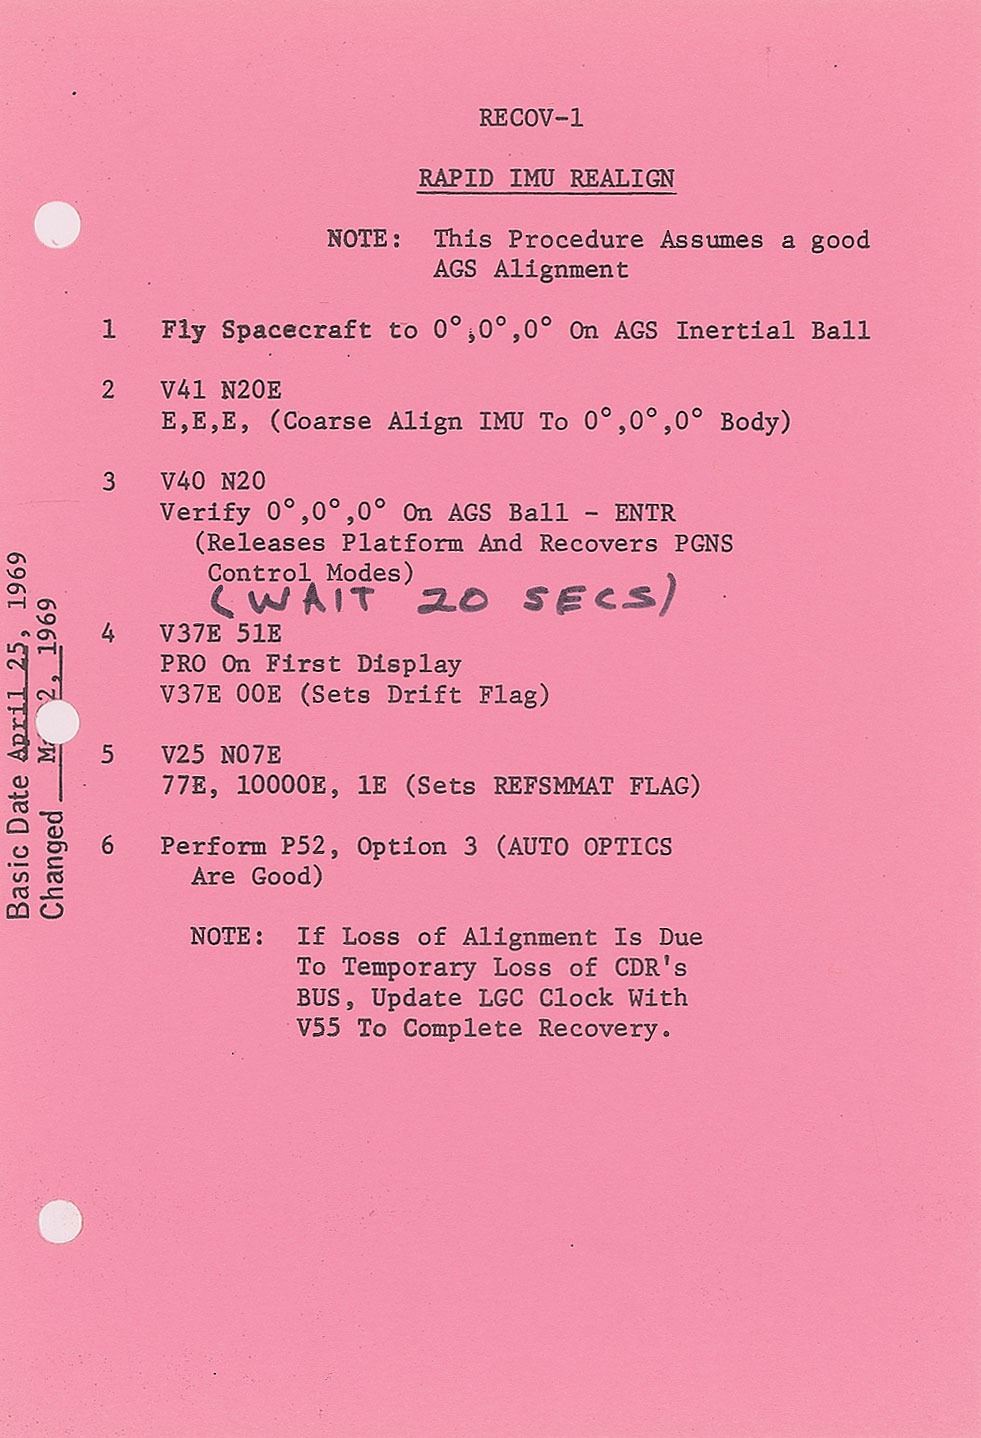 RECOV-1
RAPID IMU REALIGN
NOTE: This Procedure Assumes a good
AGS Alignment
1 Fly Spacecraft to 0°,0°,0° On AGS Inertial Ball
2 V41 N20E
E,E,E, (Coarse Align IMU To 0°,0°,0° Body)
3 V40 N20
Verify 0°,0°,0° On AGS Ball - ENTR
(Releases Platform And Recovers PGNS
Control Modes)
(WAIT 20 SECS)
4 V37E 51E
PRO On First Display
V37E 00E (Sets Drift Flag)
5 V25 N07E
77E, 10000E, 1E (Sets REFSMMAT FLAG)
6 Perform P52, Option 3 (AUTO OPTICS
Are Good)
NOTE: If Loss of Alignment Is Due
To Temporary Loss of CDR's
BUS, Update LGC Clock With
V55 To Complete Recovery.
Basic Date April 25, 1969
Changed 2, 1969